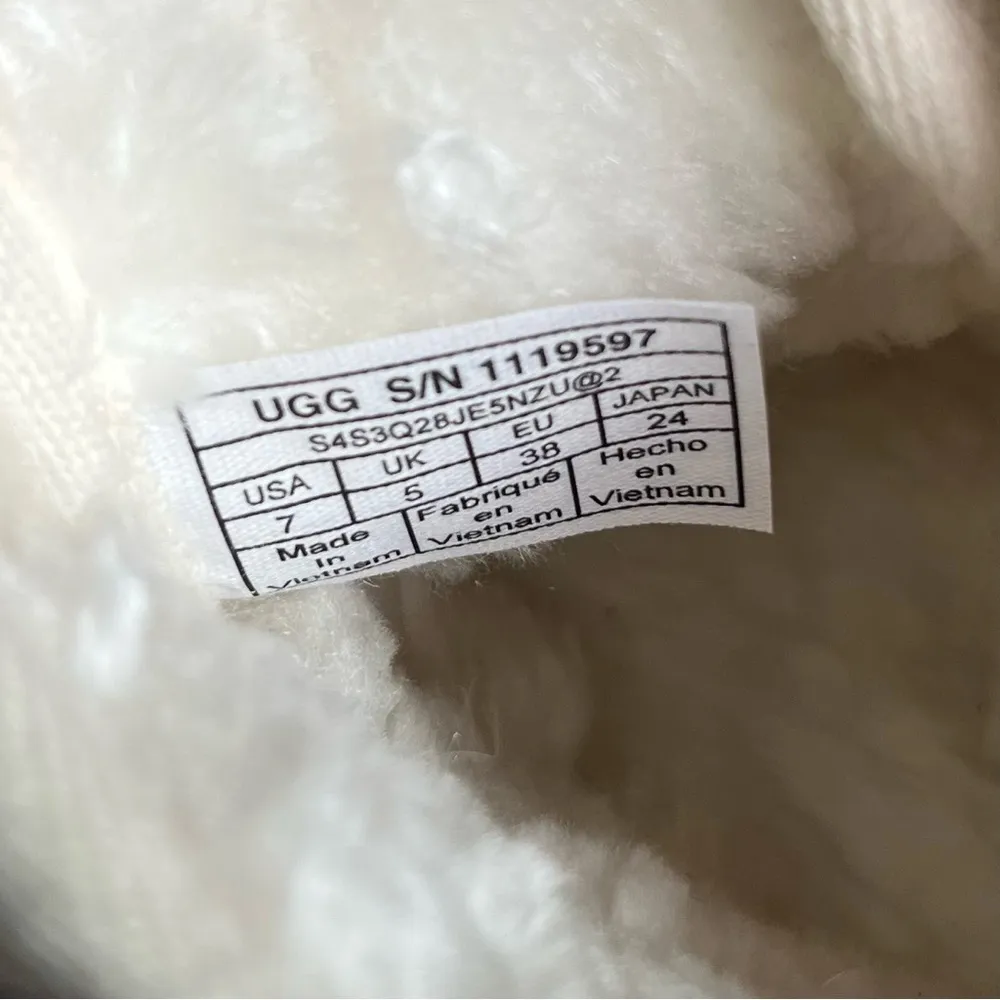 UGG S/N 1119597
S4S3Q28JE5NZU@2
USA UK EU JAPAN
7 5 38 24
Made In Vietnam
Fabriqué en Vietnam
Hecho en Vietnam